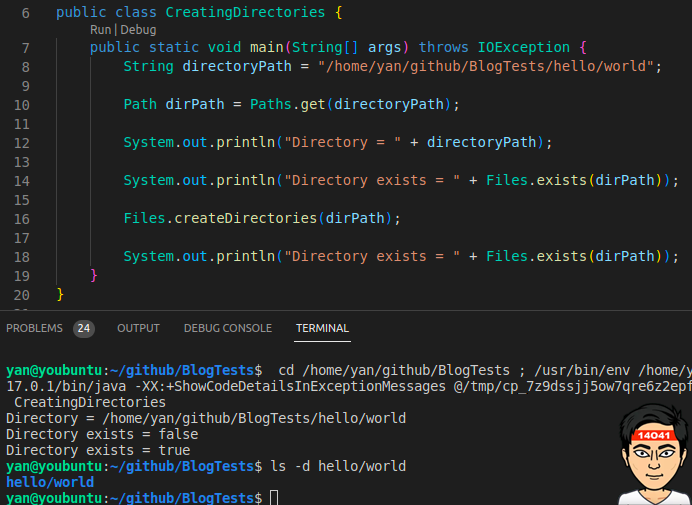 6 public class CreatingDirectories {
Run | Debug
7 public static void main(String[] args) throws IOException {
8 String directoryPath = "/home/yan/github/BlogTests/hello/world";
9
10 Path dirPath = Paths.get(directoryPath);
11
12 System.out.println("Directory = " + directoryPath);
13
14 System.out.println("Directory exists = " + Files.exists(dirPath));
15
16 Files.createDirectories(dirPath);
17
18 System.out.println("Directory exists = " + Files.exists(dirPath));
19 }
20 }
PROBLEMS 24 OUTPUT DEBUG CONSOLE TERMINAL
yan@youbuntu:~/github/BlogTests$ cd /home/yan/github/BlogTests ; /usr/bin/env /home/y
17.0.1/bin/java -XX:+ShowCodeDetailsInExceptionMessages @/tmp/cp_7z9dssjj5ow7qre6z2epf
CreatingDirectories
Directory = /home/yan/github/BlogTests/hello/world
Directory exists = false
Directory exists = true
yan@youbuntu:~/github/BlogTests$ ls -d hello/world
hello/world
yan@youbuntu:~/github/BlogTests$
14041